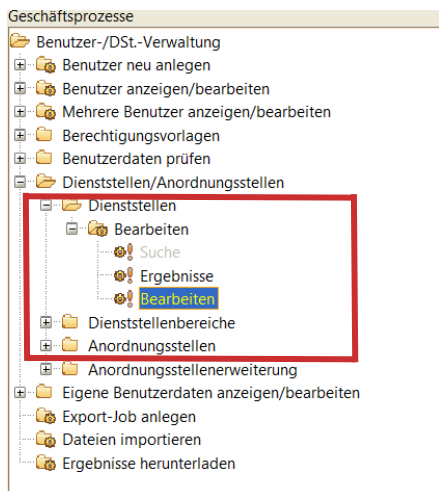 Geschäftsprozesse
Benutzer-/DSt.-Verwaltung
Benutzer neu anlegen
Benutzer anzeigen/bearbeiten
Mehrere Benutzer anzeigen/bearbeiten
Berechtigungsvorlagen
Benutzerdaten prüfen
Dienststellen/Anordnungsstellen
Dienststellen
Bearbeiten
Suche
Ergebnisse
Bearbeiten
Dienststellenbereiche
Anordnungsstellen
Anordnungsstellenerweiterung
Eigene Benutzerdaten anzeigen/bearbeiten
Export-Job anlegen
Dateien importieren
Ergebnisse herunterladen